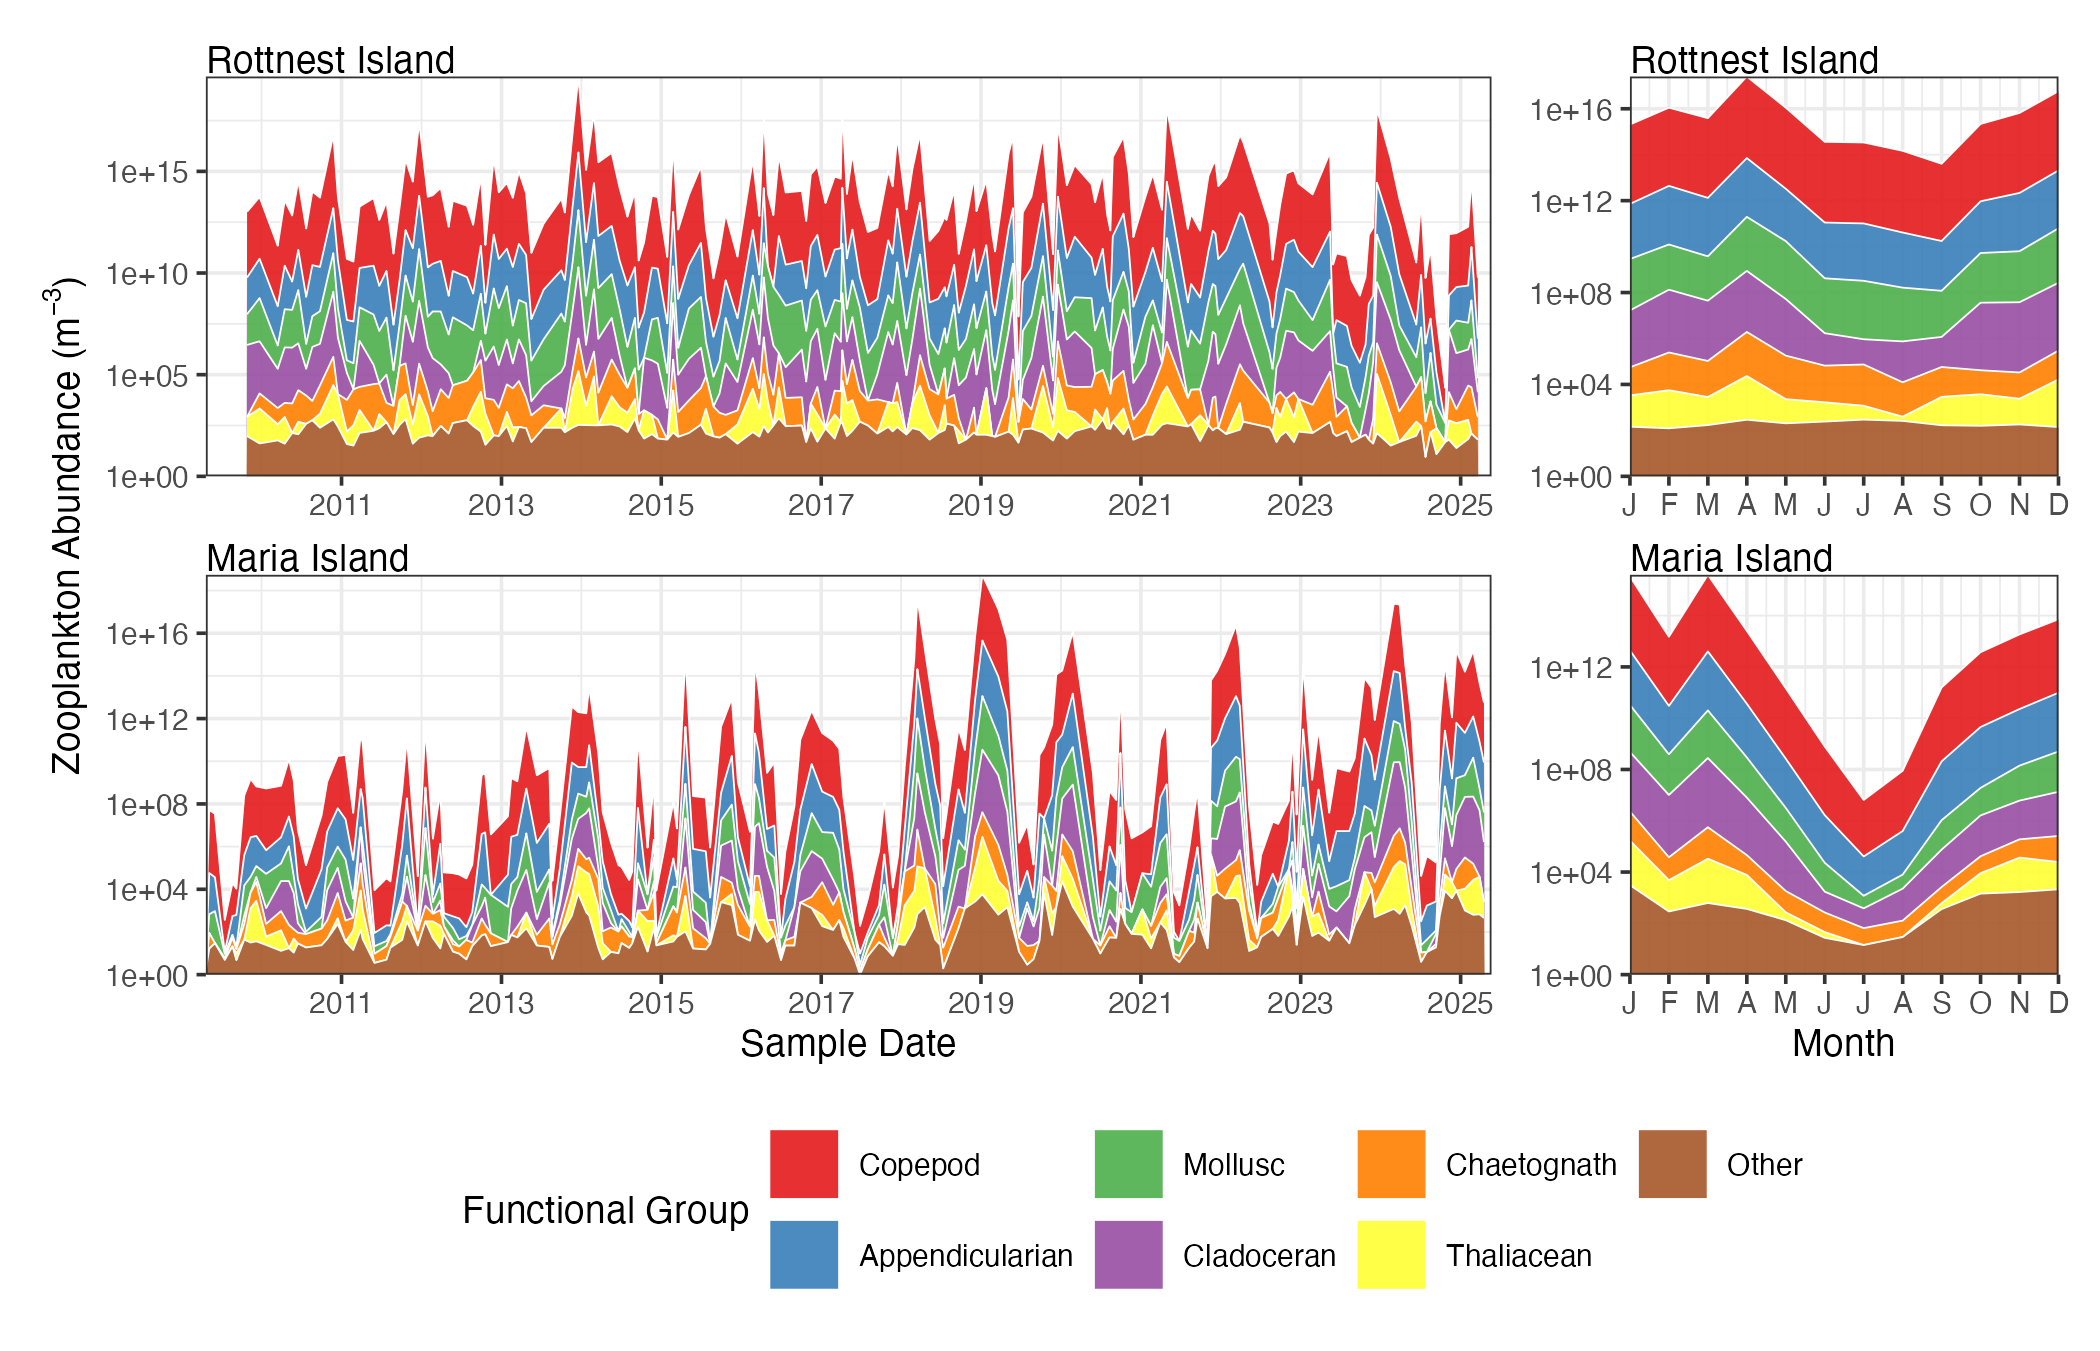 Rottnest Island
Rottnest Island
1e+15
1e+10
1e+05
1e+00
2011 2013 2015 2017 2019 2021 2023 2025
1e+16
1e+12
1e+08
1e+04
1e+00
J F M A M J J A S O N D
Zooplankton Abundance (m⁻³)
Maria Island
Maria Island
1e+16
1e+12
1e+08
1e+04
1e+00
2011 2013 2015 2017 2019 2021 2023 2025
1e+12
1e+08
1e+04
1e+00
J F M A M J J A S O N D
Sample Date
Month
Functional Group
Copepod
Mollusc
Chaetognath
Other
Appendicularian
Cladoceran
Thaliacean